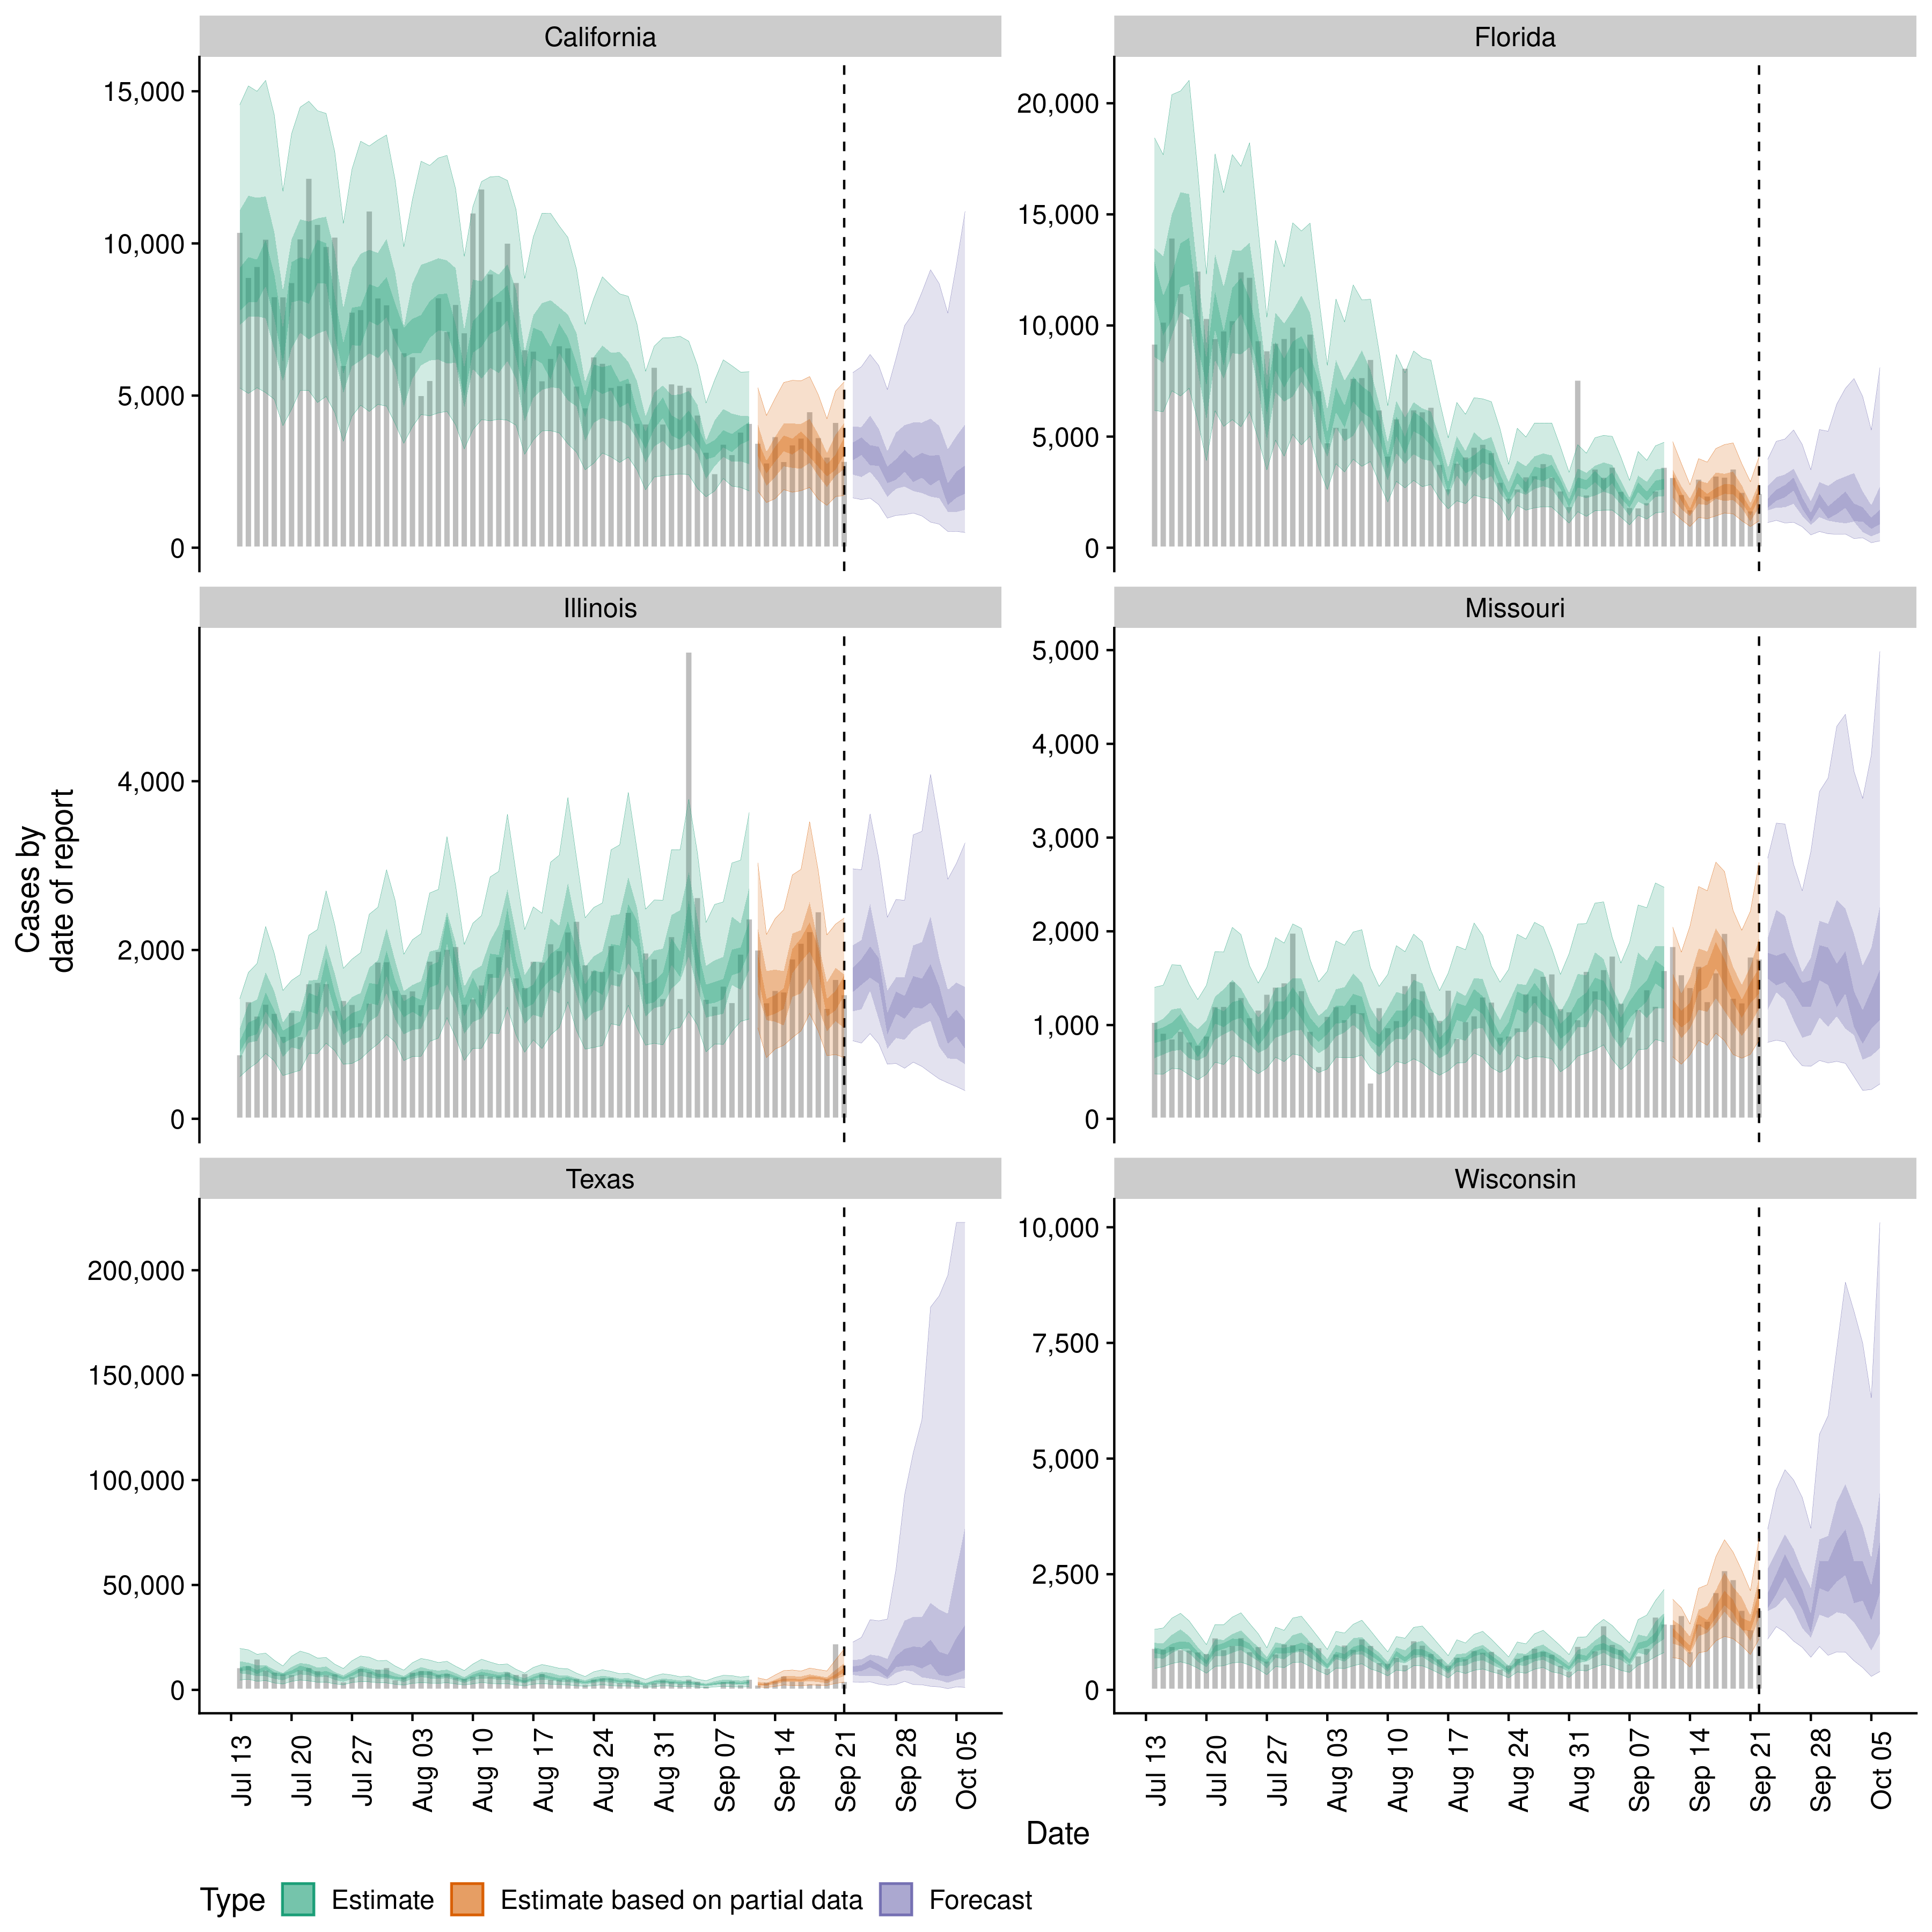 California
Florida
15,000
10,000
5,000
0
20,000
15,000
10,000
5,000
0
Illinois
Missouri
4,000
2,000
0
5,000
4,000
3,000
2,000
1,000
0
Cases by
date of report
Texas
Wisconsin
200,000
150,000
100,000
50,000
0
10,000
7,500
5,000
2,500
0
Jul 13
Jul 20
Jul 27
Aug 03
Aug 10
Aug 17
Aug 24
Aug 31
Sep 07
Sep 14
Sep 21
Sep 28
Oct 05
Jul 13
Jul 20
Jul 27
Aug 03
Aug 10
Aug 17
Aug 24
Aug 31
Sep 07
Sep 14
Sep 21
Sep 28
Oct 05
Date
Type Estimate Estimate based on partial data Forecast